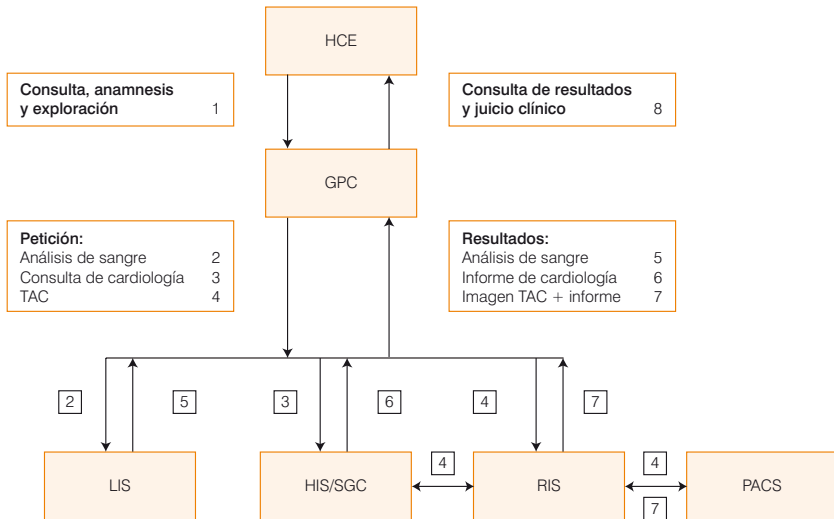 HCE
Consulta, anamnesis
y exploración 1
Consulta de resultados
y juicio clínico 8
GPC
Petición:
Análisis de sangre 2
Consulta de cardiología 3
TAC 4
Resultados:
Análisis de sangre 5
Informe de cardiología 6
Imagen TAC + informe 7
2 5 3 6 4 7
4 4
LIS HIS/SGC RIS PACS
7